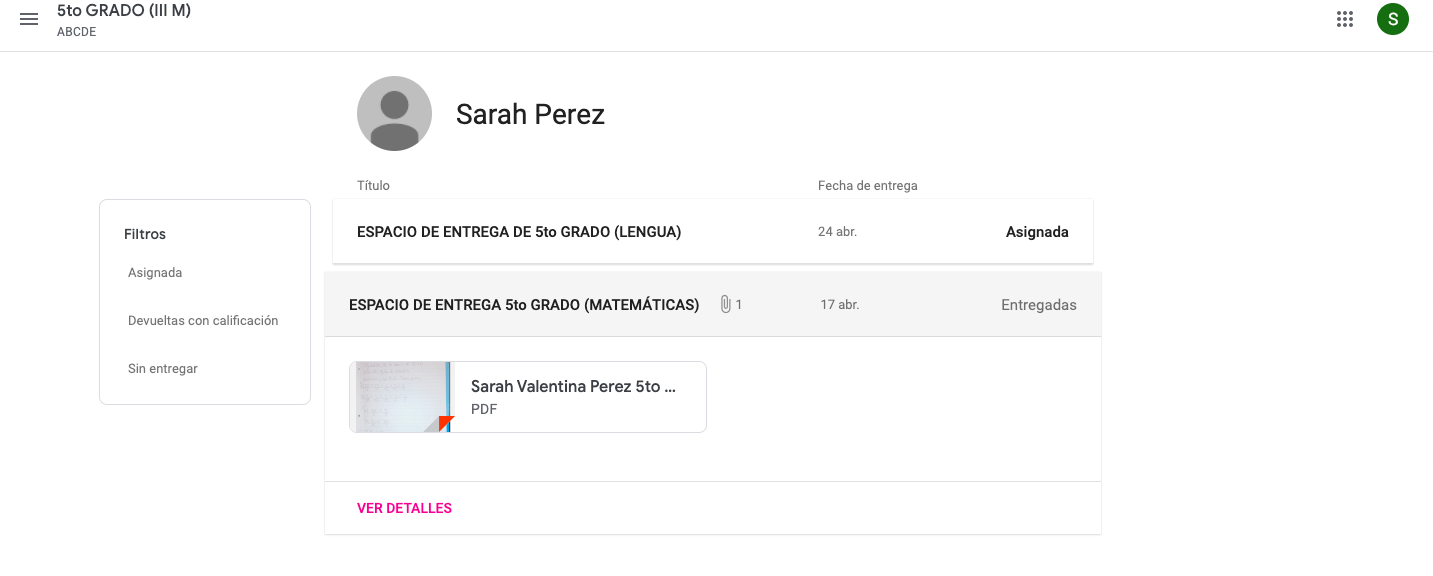 5to GRADO (III M)
ABCDE
S
Sarah Perez
Título
Fecha de entrega
Filtros
Asignada
Devueltas con calificación
Sin entregar
ESPACIO DE ENTREGA DE 5to GRADO (LENGUA)
24 abr.
Asignada
ESPACIO DE ENTREGA 5to GRADO (MATEMÁTICAS)
1
17 abr.
Entregadas
Sarah Valentina Perez 5to ...
PDF
VER DETALLES